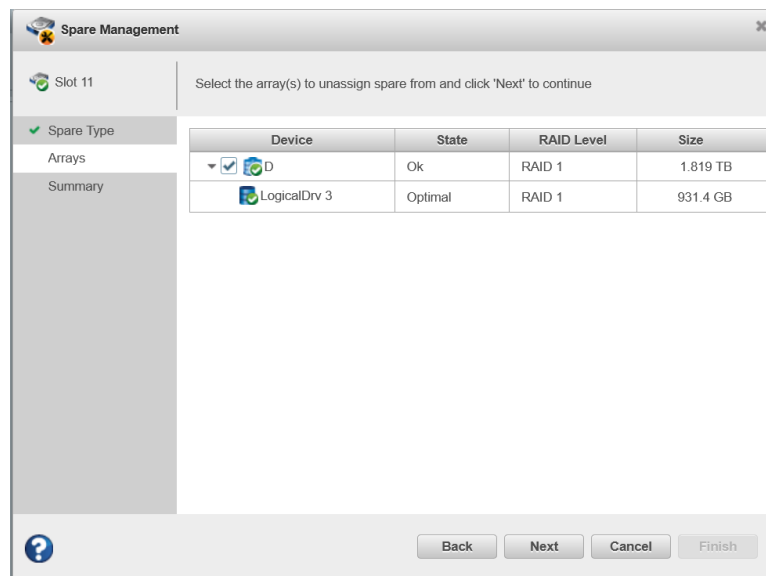 Spare Management
Slot 11
Select the array(s) to unassign spare from and click 'Next' to continue
Spare Type
Arrays
Summary
Device State RAID Level Size
D Ok RAID 1 1.819 TB
LogicalDrv 3 Optimal RAID 1 931.4 GB
Back Next Cancel Finish